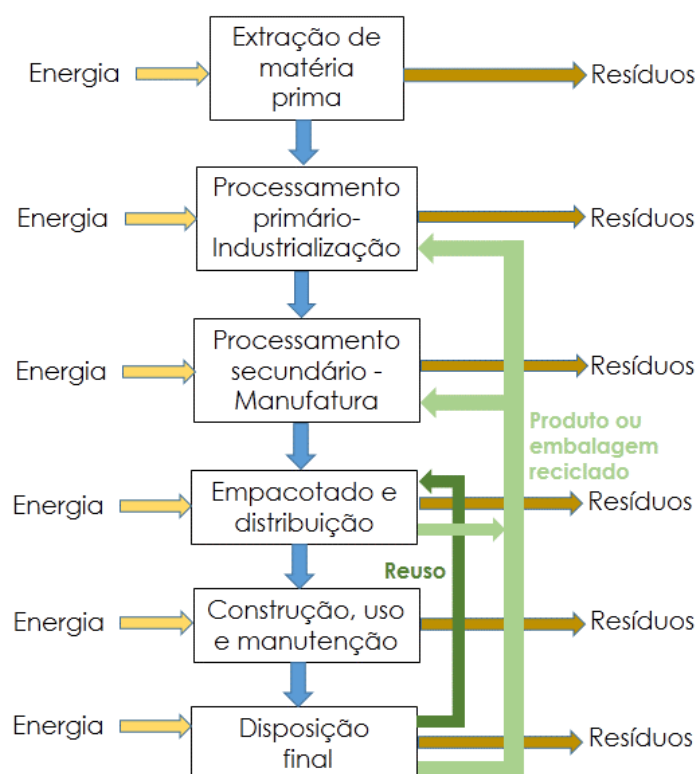 Extração de
matéria
prima
Energia
Resíduos
Processamento
primário-
Industrialização
Energia
Resíduos
Processamento
secundário -
Manufatura
Energia
Resíduos
Produto ou
embalagem
reciclado
Empacotado e
distribuição
Energia
Resíduos
Reuso
Construção, uso
e manutenção
Energia
Resíduos
Disposição
final
Energia
Resíduos